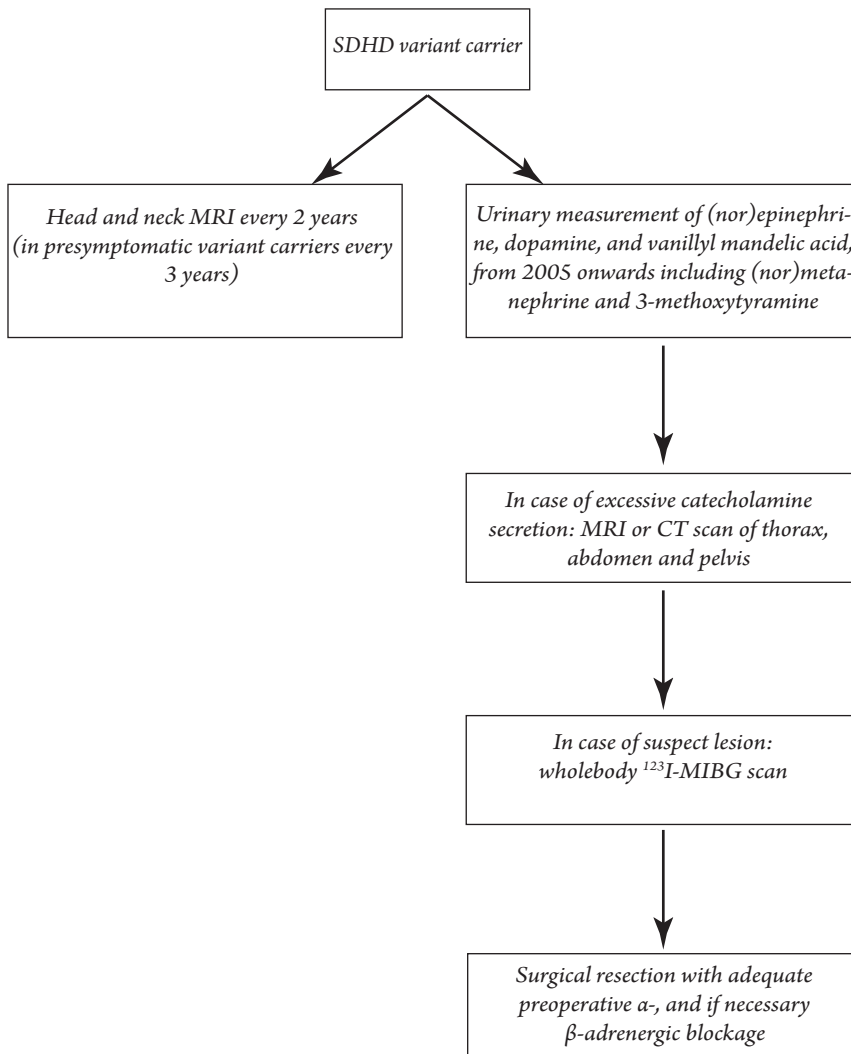 SDHD variant carrier
Head and neck MRI every 2 years
(in presymptomatic variant carriers every
3 years)
Urinary measurement of (nor)epinephri-
ne, dopamine, and vanillyl mandelic acid,
from 2005 onwards including (nor)meta-
nephrine and 3-methoxytyramine
In case of excessive catecholamine
secretion: MRI or CT scan of thorax,
abdomen and pelvis
In case of suspect lesion:
wholebody ¹²³I-MIBG scan
Surgical resection with adequate
preoperative α-, and if necessary
β-adrenergic blockage